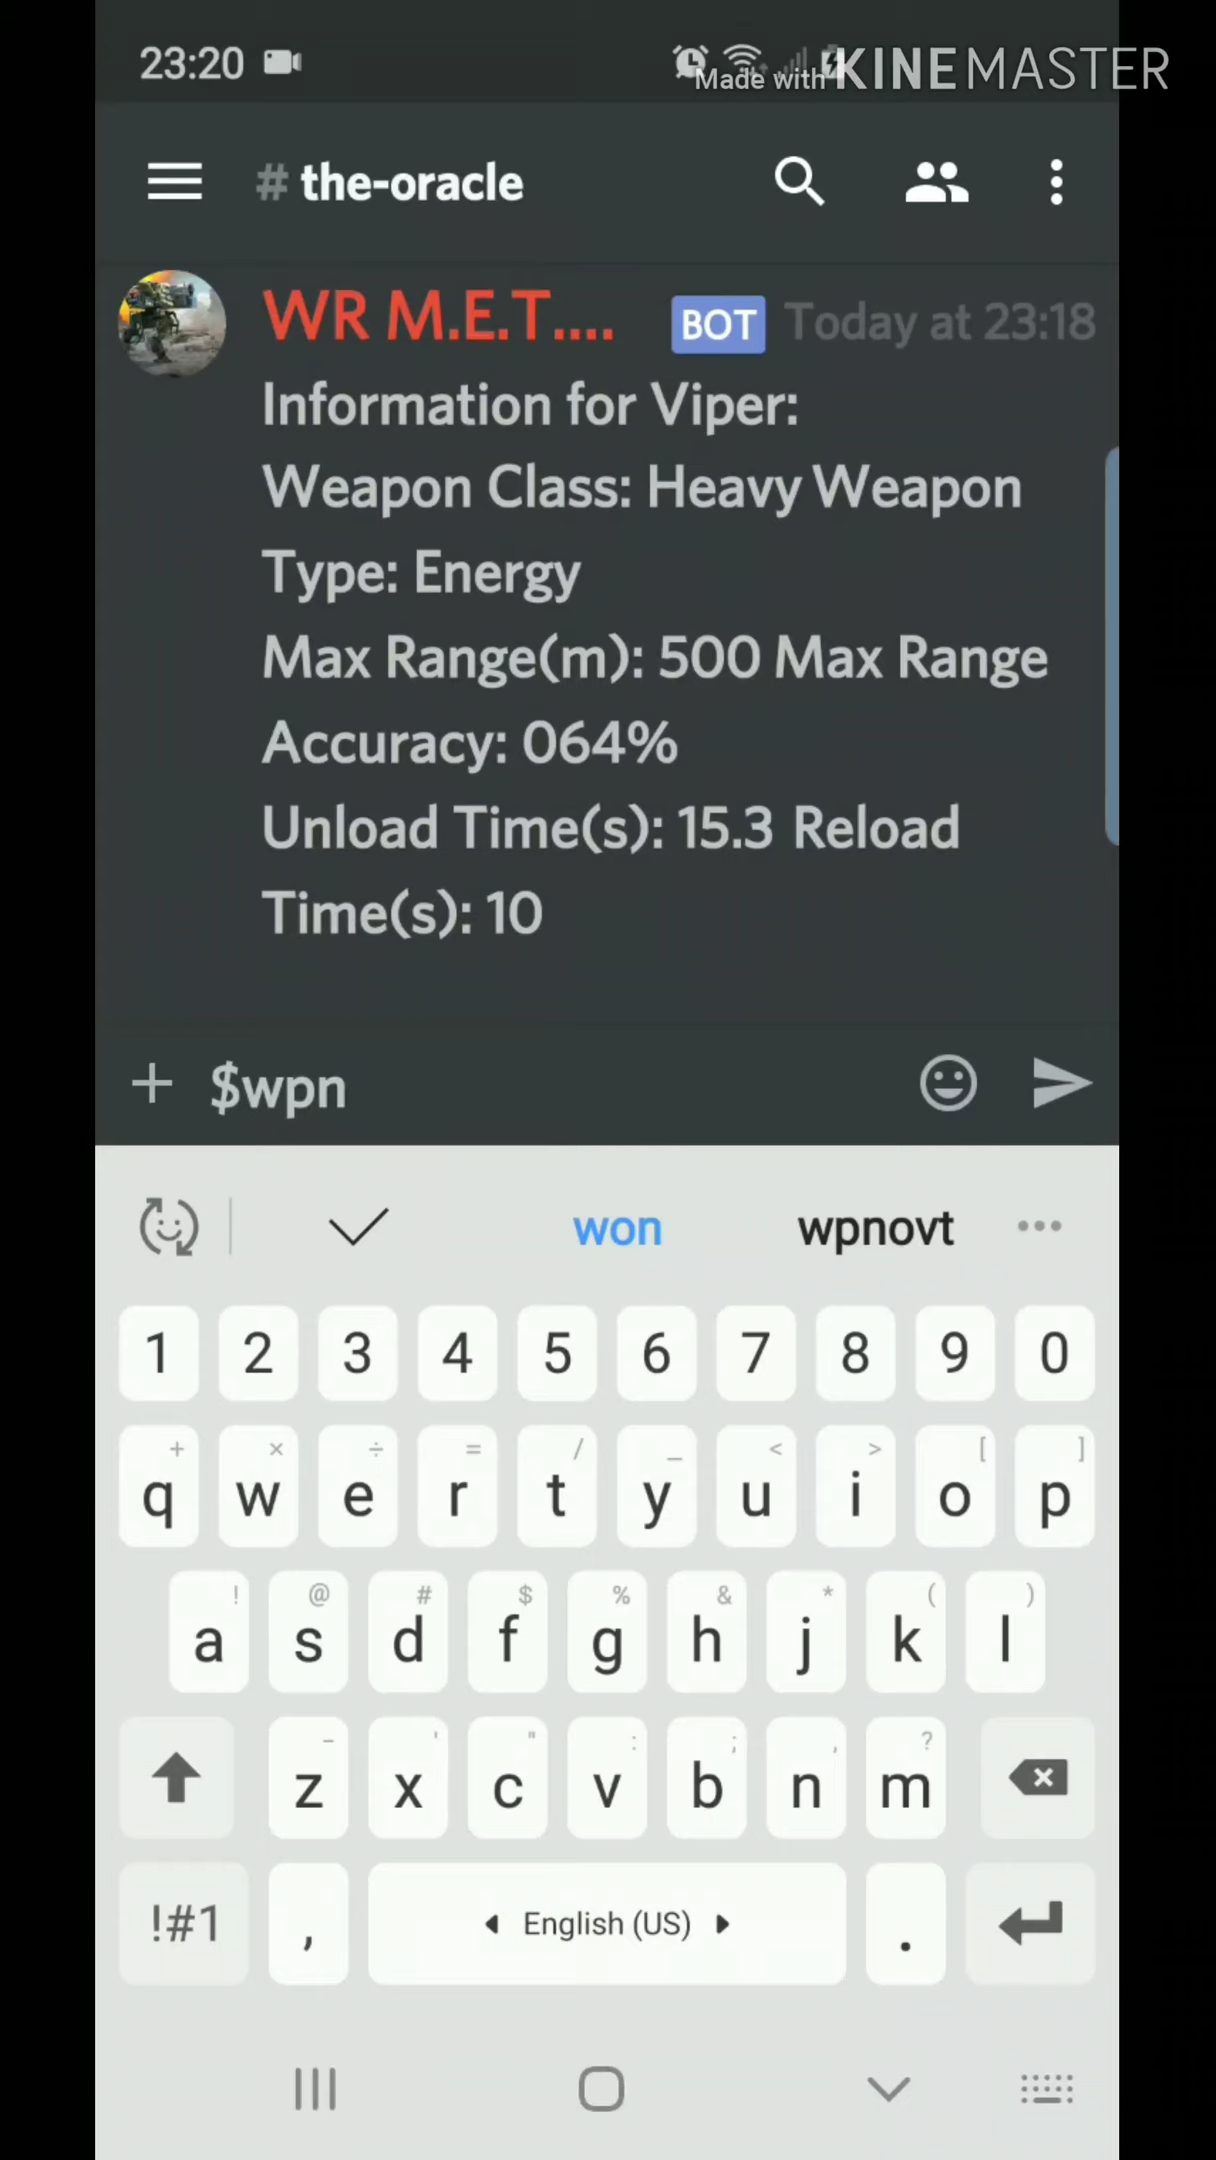 23:20
Made with KINEMASTER
# the-oracle
WR M.E.T.... BOT Today at 23:18
Information for Viper:
Weapon Class: Heavy Weapon
Type: Energy
Max Range(m): 500 Max Range
Accuracy: 064%
Unload Time(s): 15.3 Reload
Time(s): 10
+ $wpn
won wpnovt ...
1 2 3 4 5 6 7 8 9 0
+ × ÷ = / _ < > [ ]
q w e r t y u i o p
! @ # $ % & * ( )
a s d f g h j k l
- ' " : ; , ?
z x c v b n m
!#1 , English (US) .